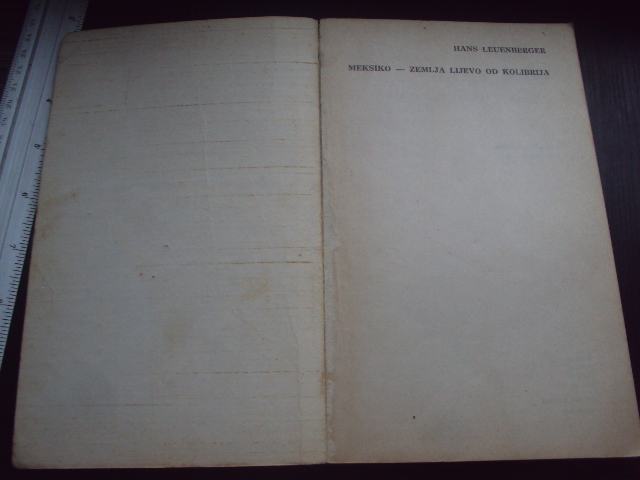 HANS LEUENBERGER
MEKSIKO — ZEMLJA LIJEVO OD KOLIBRIJA